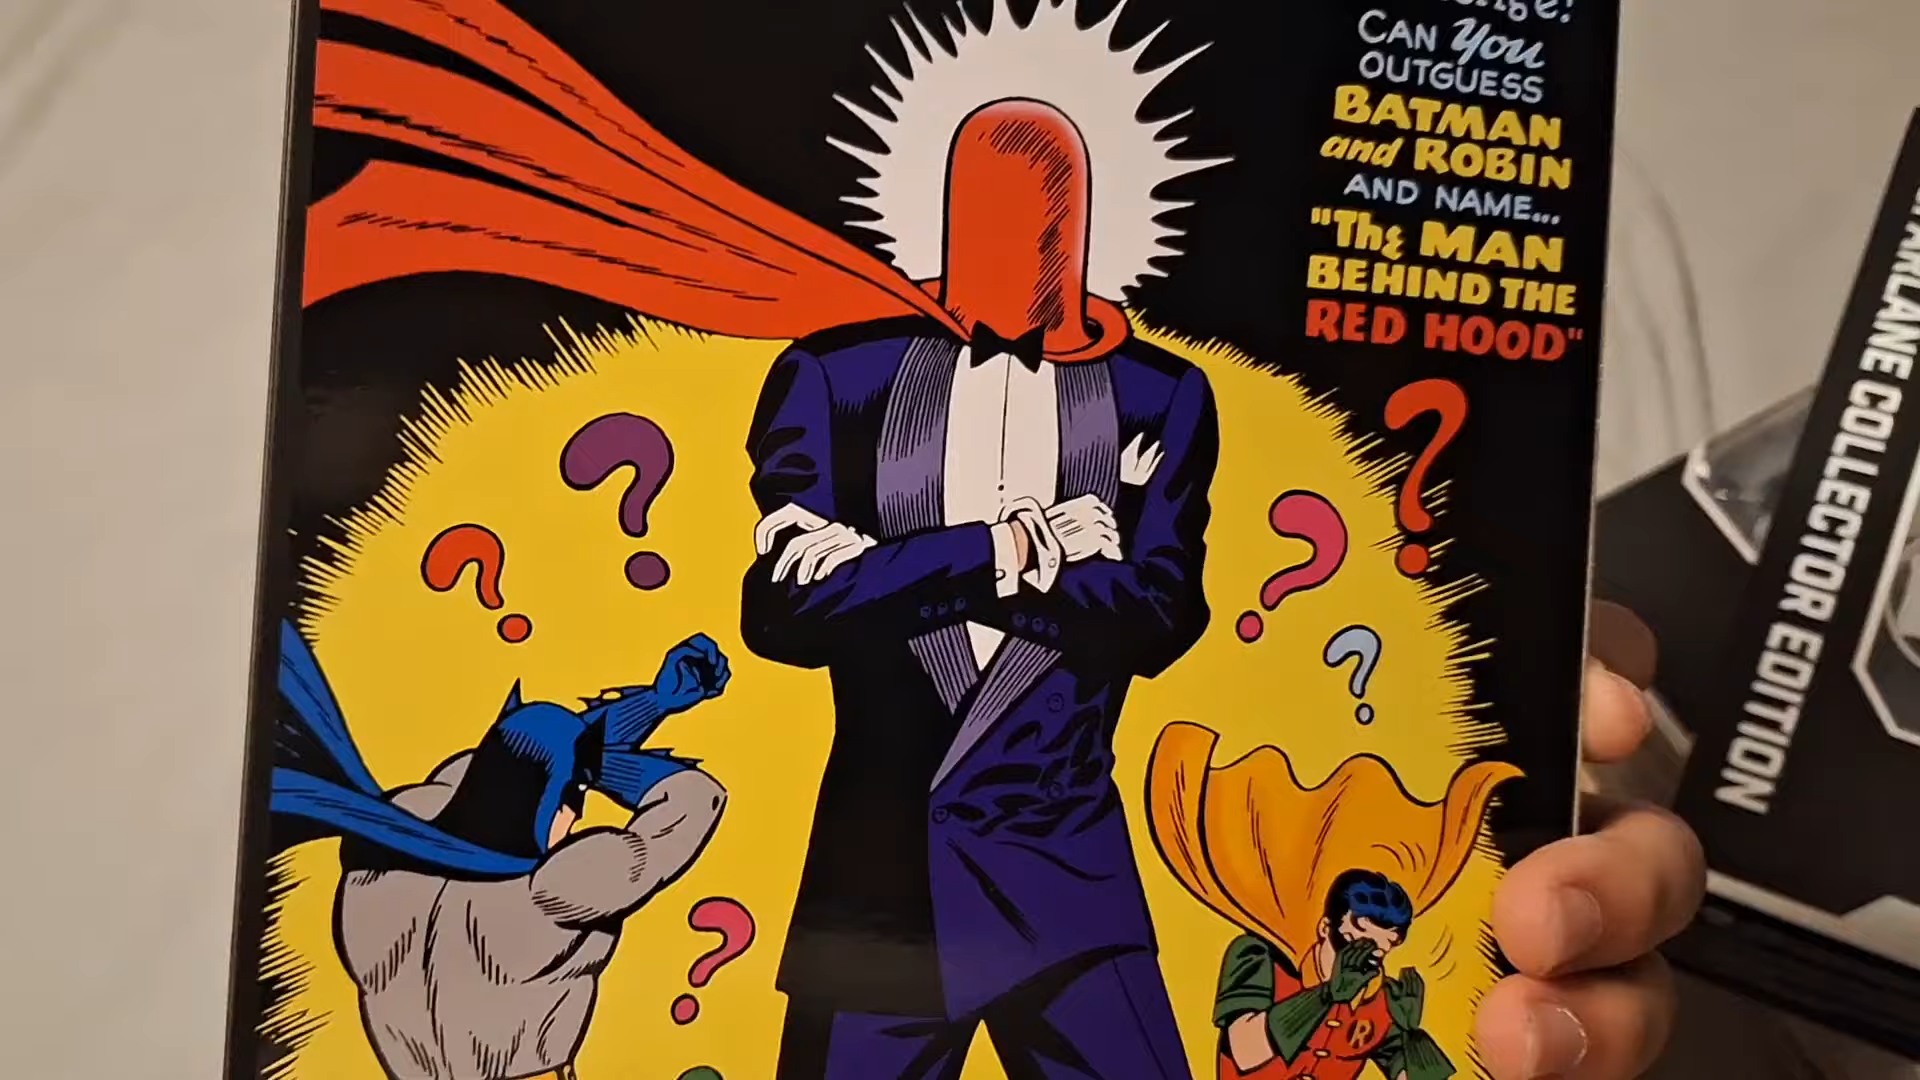 CAN You
OUTGUESS
BATMAN
and ROBIN
AND NAME...
"The MAN
BEHIND THE
RED HOOD"
?
?
?
?
?
?
R
COLLECTOR EDITION